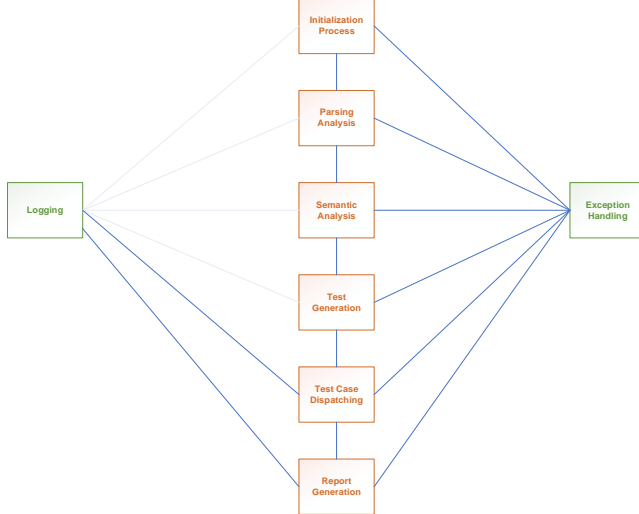 Initialization
Process
Parsing
Analysis
Logging
Semantic
Analysis
Exception
Handling
Test
Generation
Test Case
Dispatching
Report
Generation